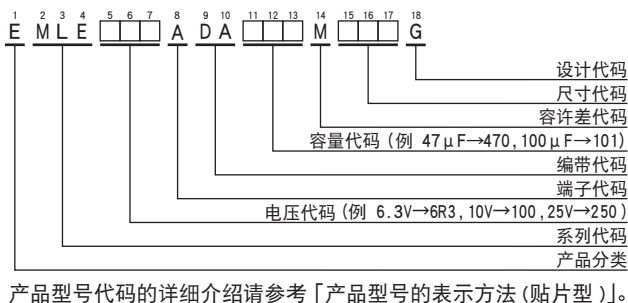 1 2 3 4 5 6 7 8 9 10 11 12 13 14 15 16 17 18
E MLE □□□ A DA □□□ M □□□ G
设计代码
尺寸代码
容许差代码
容量代码 (例 47μF→470, 100μF→101)
编带代码
端子代码
电压代码 (例 6.3V→6R3, 10V→100, 25V→250)
系列代码
产品分类
产品型号代码的详细介绍请参考「产品型号的表示方法 (贴片型)」。